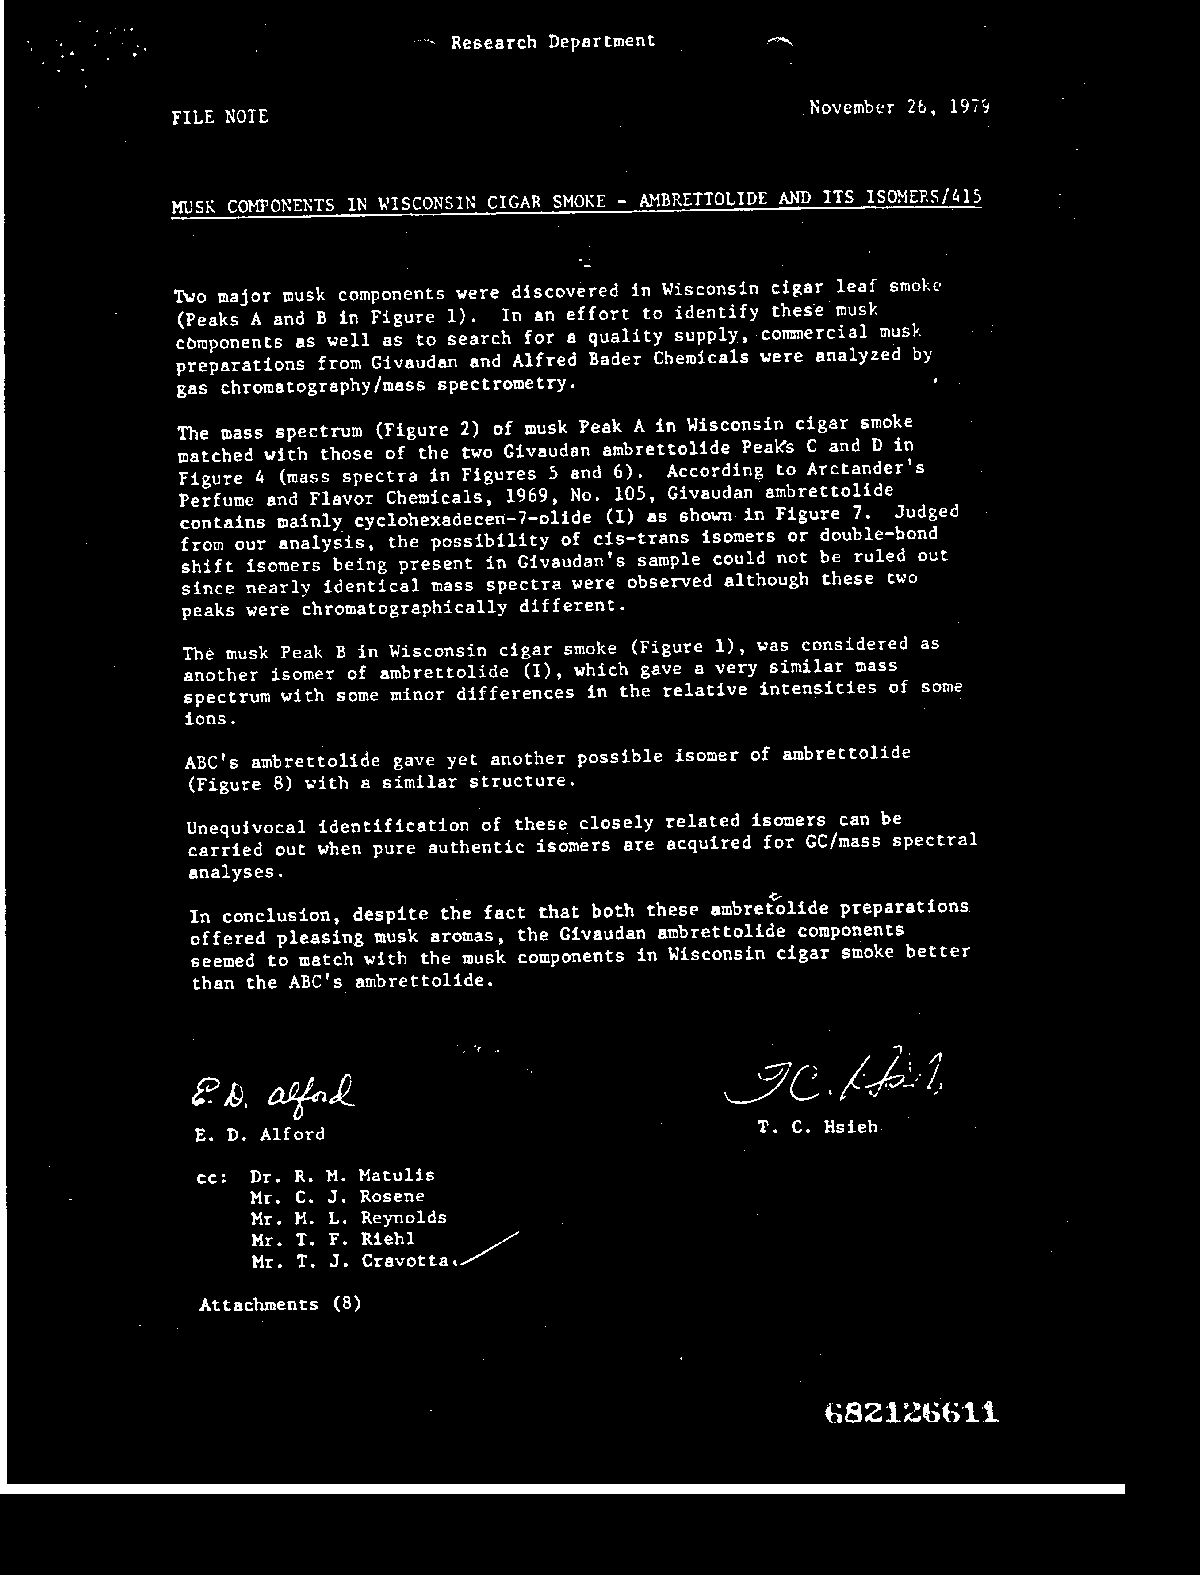 Research Department
FILE NOTE
November 26, 1979
MUSK COMPONENTS IN WISCONSIN CIGAR SMOKE - AMBRETTOLIDE AND ITS ISOMERS/415
Two major musk components were discovered in Wisconsin cigar leaf smoke
(Peaks A and B in Figure 1). In an effort to identify these musk
components as well as to search for a quality supply, commercial musk
preparations from Givaudan and Alfred Bader Chemicals were analyzed by
gas chromatography/mass spectrometry.
The mass spectrum (Figure 2) of musk Peak A in Wisconsin cigar smoke
matched with those of the two Givaudan ambrettolide Peaks C and D in
Figure 4 (mass spectra in Figures 5 and 6). According to Arctander's
Perfume and Flavor Chemicals, 1969, No. 105, Givaudan ambrettolide
contains mainly cyclohexadecen-7-olide (I) as shown in Figure 7. Judged
from our analysis, the possibility of cis-trans isomers or double-bond
shift isomers being present in Givaudan's sample could not be ruled out
since nearly identical mass spectra were observed although these two
peaks were chromatographically different.
The musk Peak B in Wisconsin cigar smoke (Figure 1), was considered as
another isomer of ambrettolide (I), which gave a very similar mass
spectrum with some minor differences in the relative intensities of some
ions.
ABC's ambrettolide gave yet another possible isomer of ambrettolide
(Figure 8) with a similar structure.
Unequivocal identification of these closely related isomers can be
carried out when pure authentic isomers are acquired for GC/mass spectral
analyses.
In conclusion, despite the fact that both these ambretolide preparations
offered pleasing musk aromas, the Givaudan ambrettolide components
seemed to match with the musk components in Wisconsin cigar smoke better
than the ABC's ambrettolide.
E. D. Alford
T. C. Hsieh
E. D. Alford
T. C. Hsieh
cc: Dr. R. M. Matulis
Mr. C. J. Rosene
Mr. M. L. Reynolds
Mr. T. F. Riehl
Mr. T. J. Cravotta
Attachments (8)
682126611